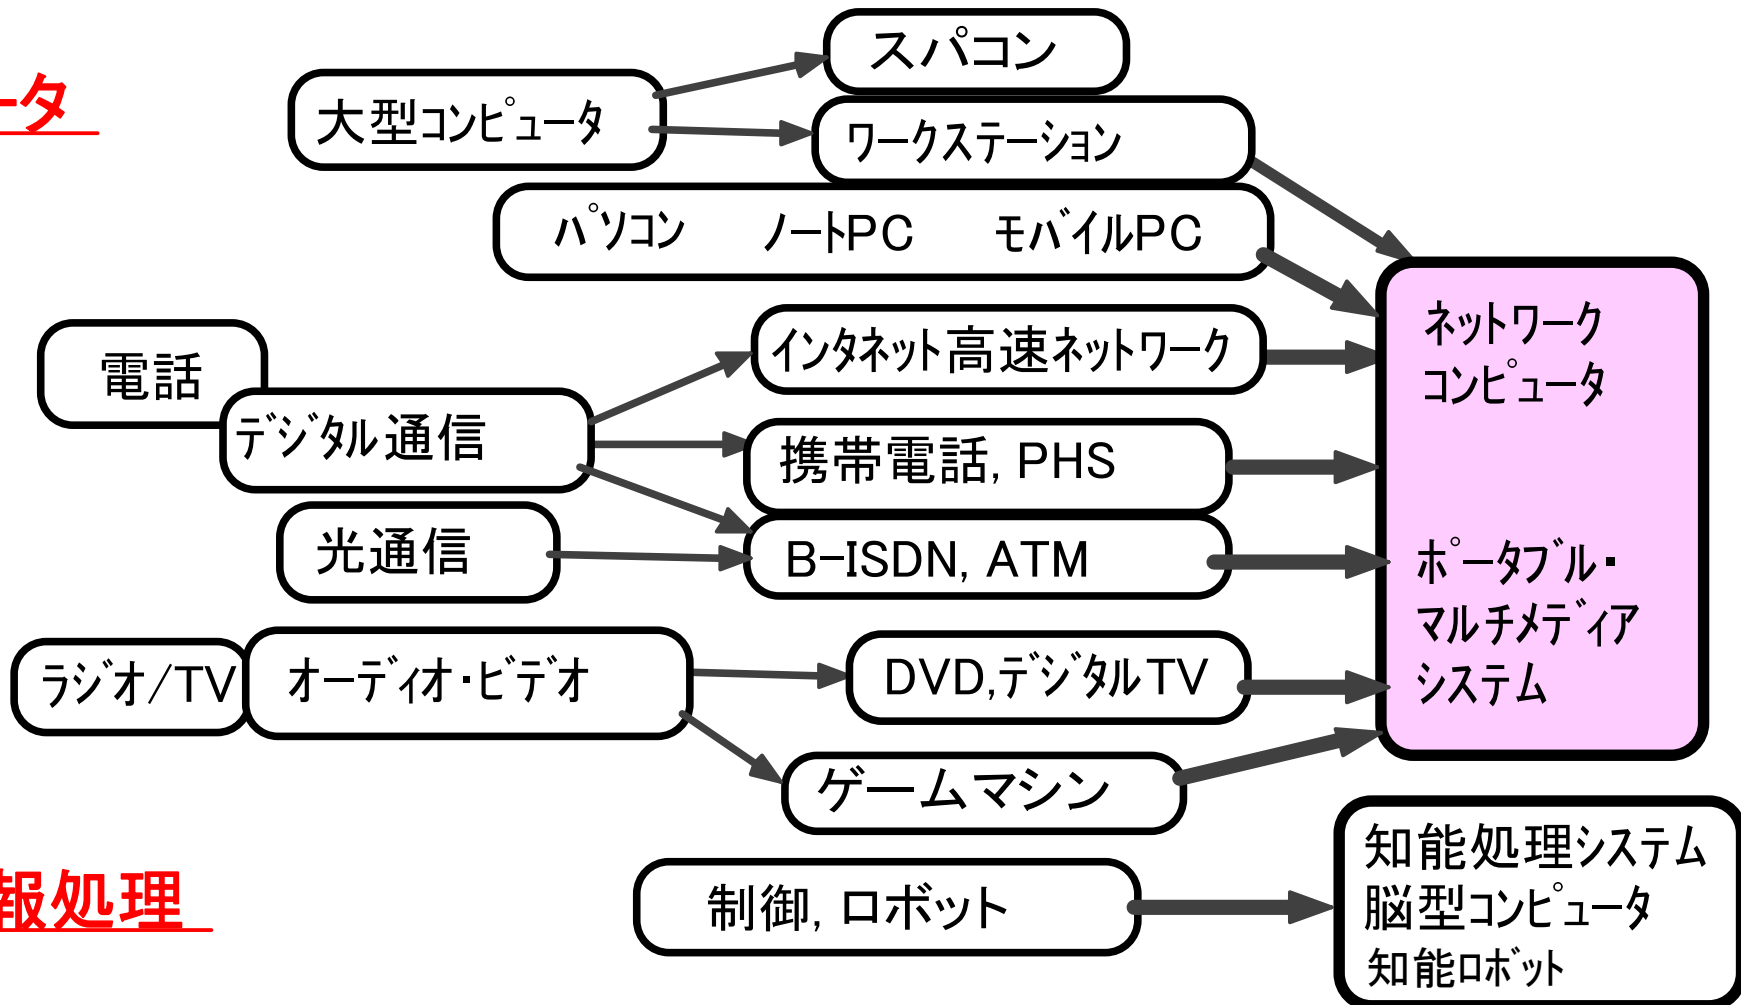 スパコン
ータ
大型コンピュータ
ワークステーション
パソコン ノートPC モバイルPC
ネットワーク
コンピュータ
インタネット高速ネットワーク
電話
デジタル通信
携帯電話, PHS
光通信
B-ISDN, ATM
ポータブル・
マルチメディア
システム
ラジオ/TV
オーディオ・ビデオ
DVD,デジタルTV
ゲームマシン
知能処理システム
報処理
制御, ロボット
脳型コンピュータ
知能ロボット